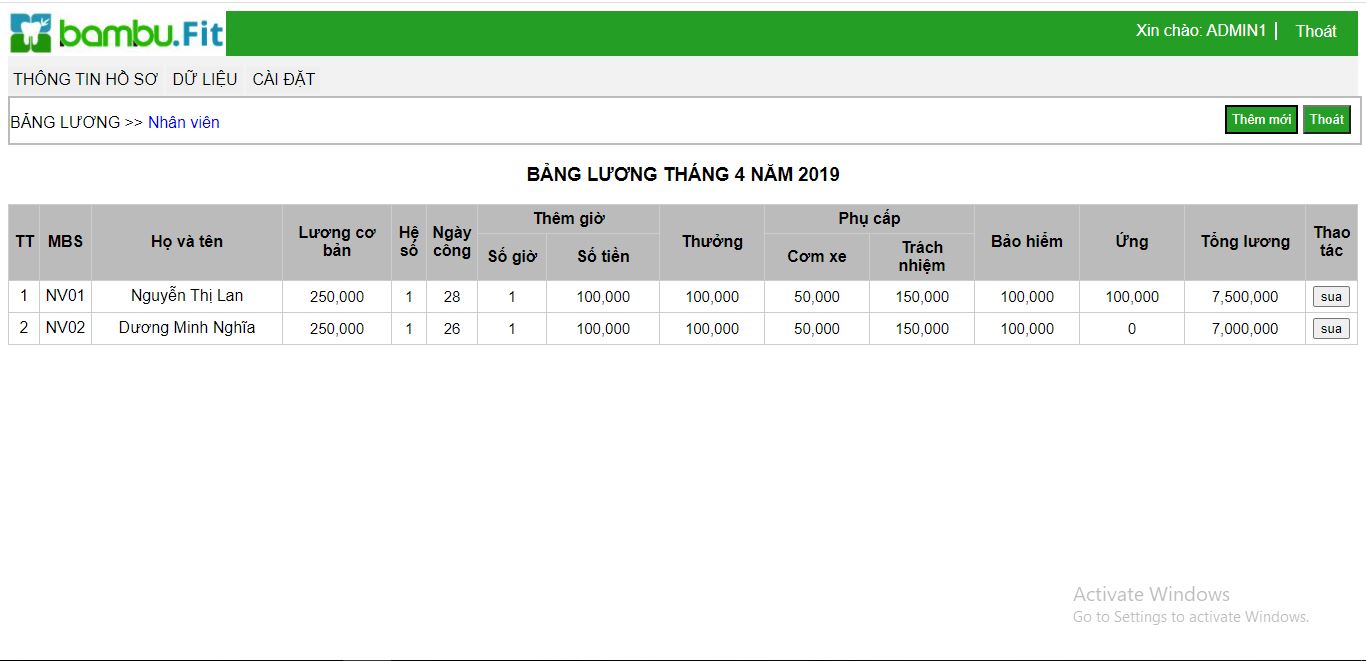 bambu.Fit
Xin chào: ADMIN1 | Thoát
THÔNG TIN HỒ SƠ DỮ LIỆU CÀI ĐẶT
BẢNG LƯƠNG >> Nhân viên
Thêm mới Thoát
BẢNG LƯƠNG THÁNG 4 NĂM 2019
TT MBS Họ và tên Lương cơ bản Hệ số Ngày công Thêm giờ Thưởng Phụ cấp Bảo hiểm Ứng Tổng lương Thao tác
Số giờ Số tiền Cơm xe Trách nhiệm
1 NV01 Nguyễn Thị Lan 250,000 1 28 1 100,000 100,000 50,000 150,000 100,000 100,000 7,500,000 sua
2 NV02 Dương Minh Nghĩa 250,000 1 26 1 100,000 100,000 50,000 150,000 100,000 0 7,000,000 sua
Activate Windows
Go to Settings to activate Windows.